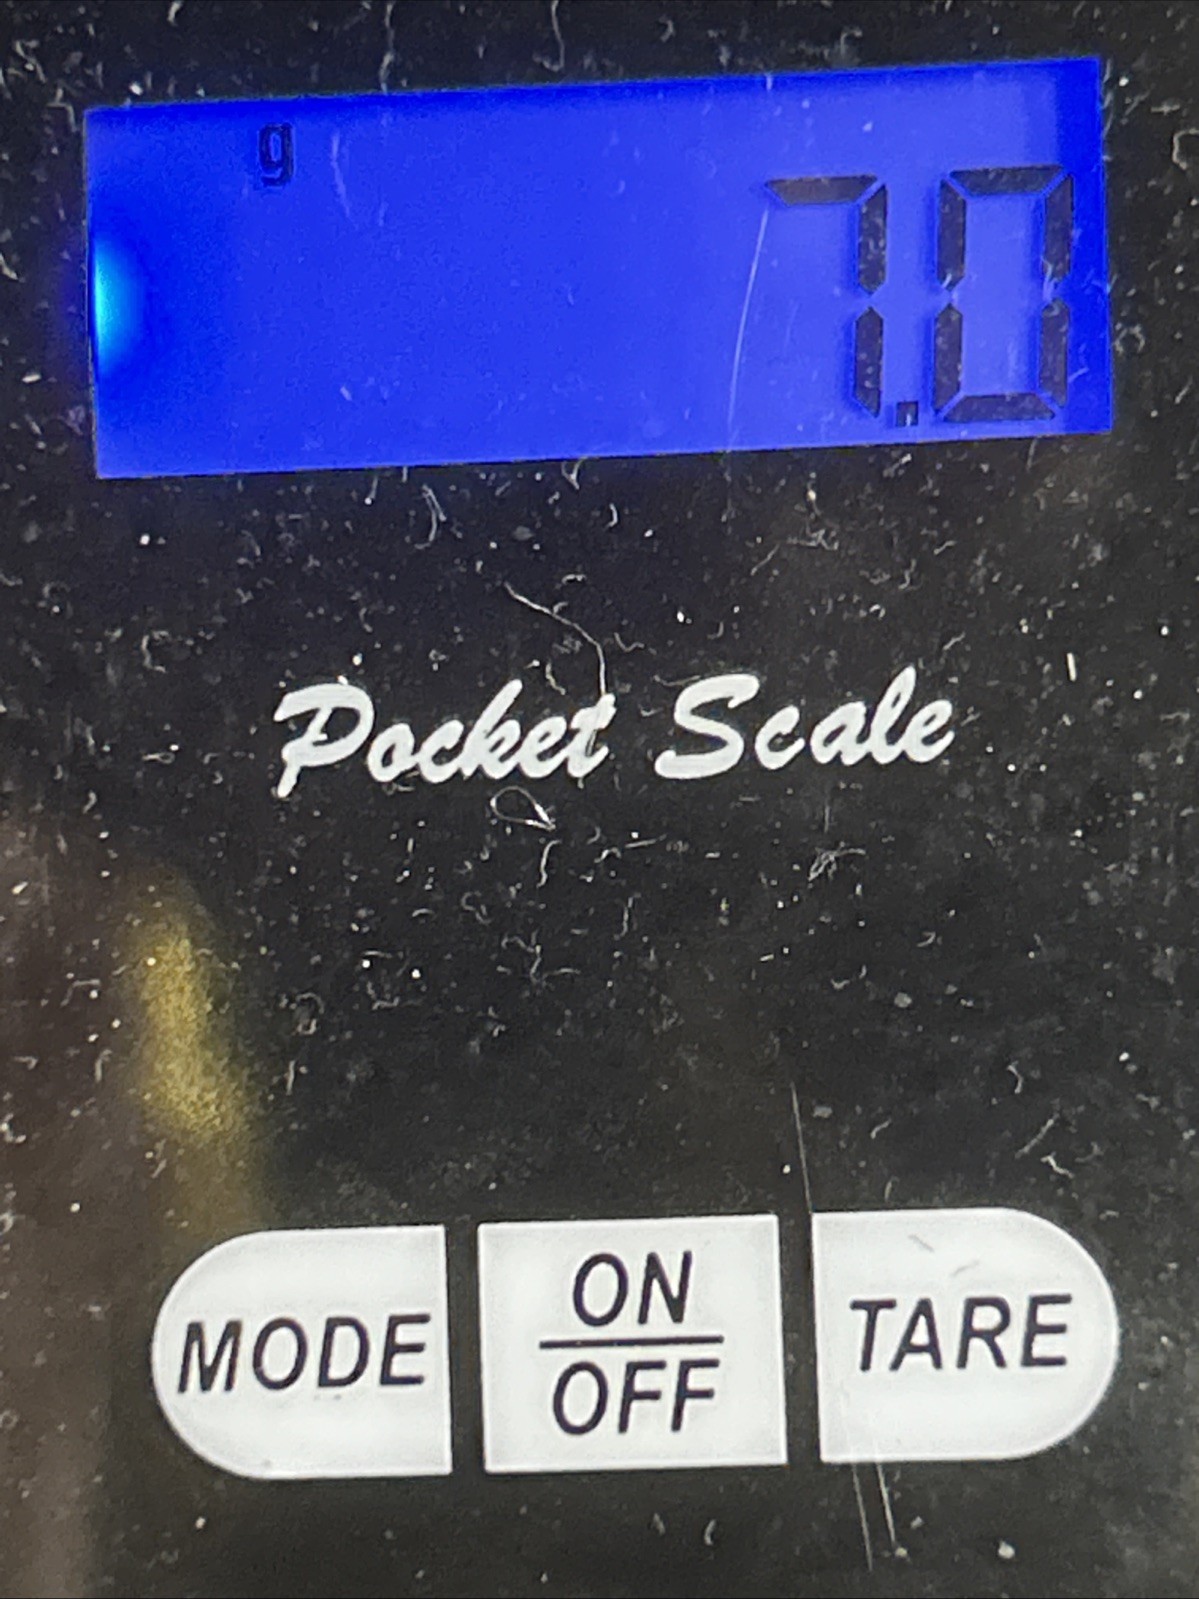 g
7.0
Pocket Scale
MODE
ON
OFF
TARE